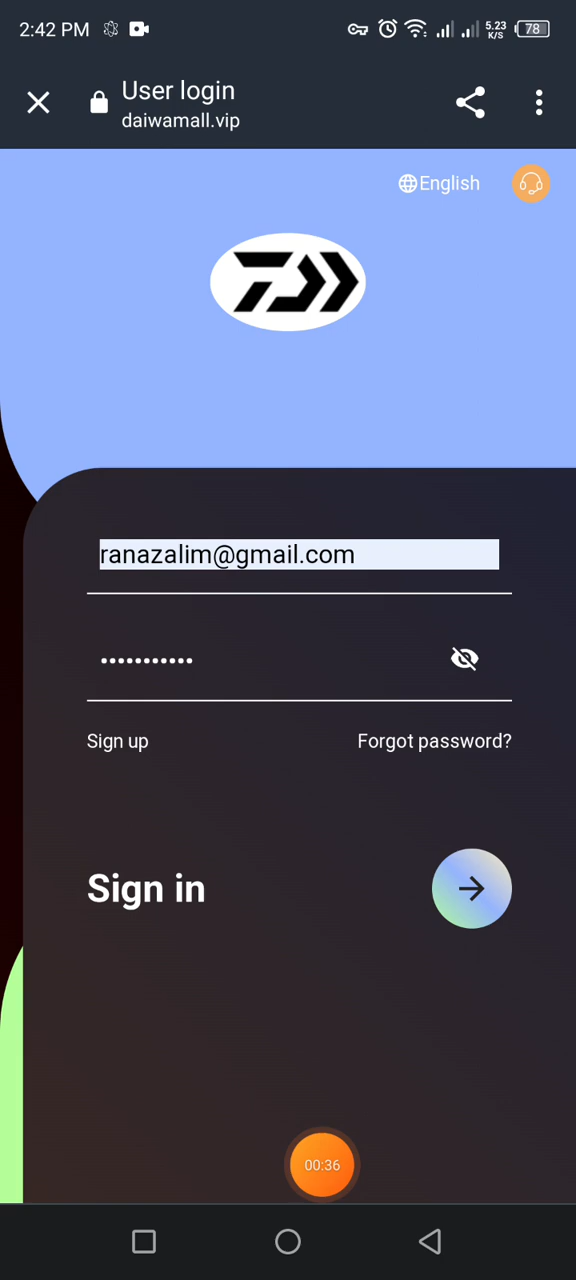 2:42 PM
5.23
K/S
78
User login
daiwamall.vip
English
ranazalim@gmail.com
•••••••••••
Sign up
Forgot password?
Sign in
00:36